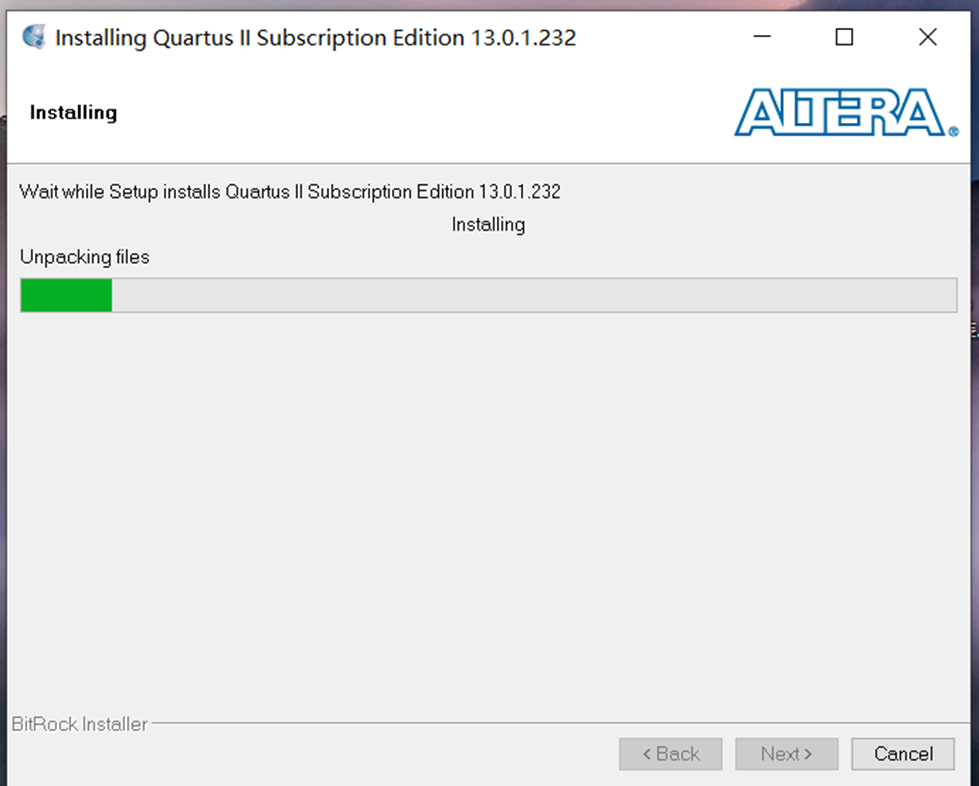 Installing Quartus II Subscription Edition 13.0.1.232
Installing
ALTERA®
Wait while Setup installs Quartus II Subscription Edition 13.0.1.232
Installing
Unpacking files
BitRock Installer
< Back
Next >
Cancel